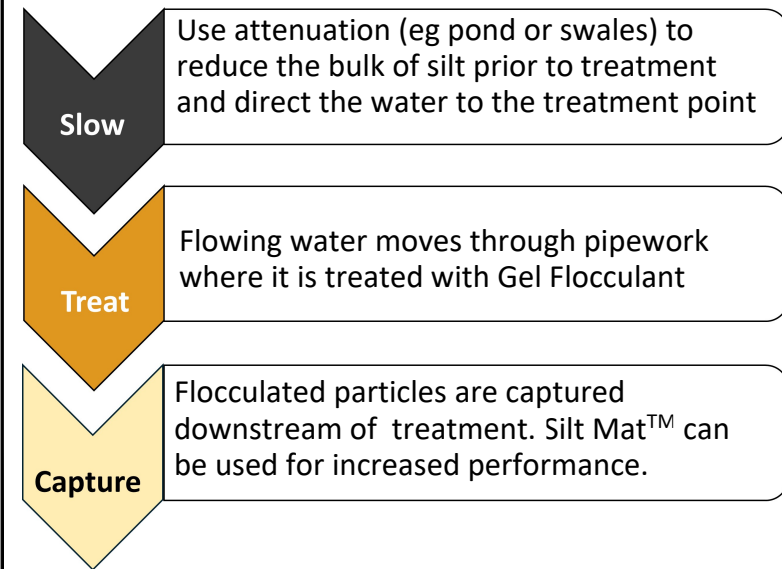 Use attenuation (eg pond or swales) to
reduce the bulk of silt prior to treatment
and direct the water to the treatment point
Slow
Flowing water moves through pipework
where it is treated with Gel Flocculant
Treat
Flocculated particles are captured
downstream of  treatment. Silt Mat™ can
be used for increased performance.
Capture